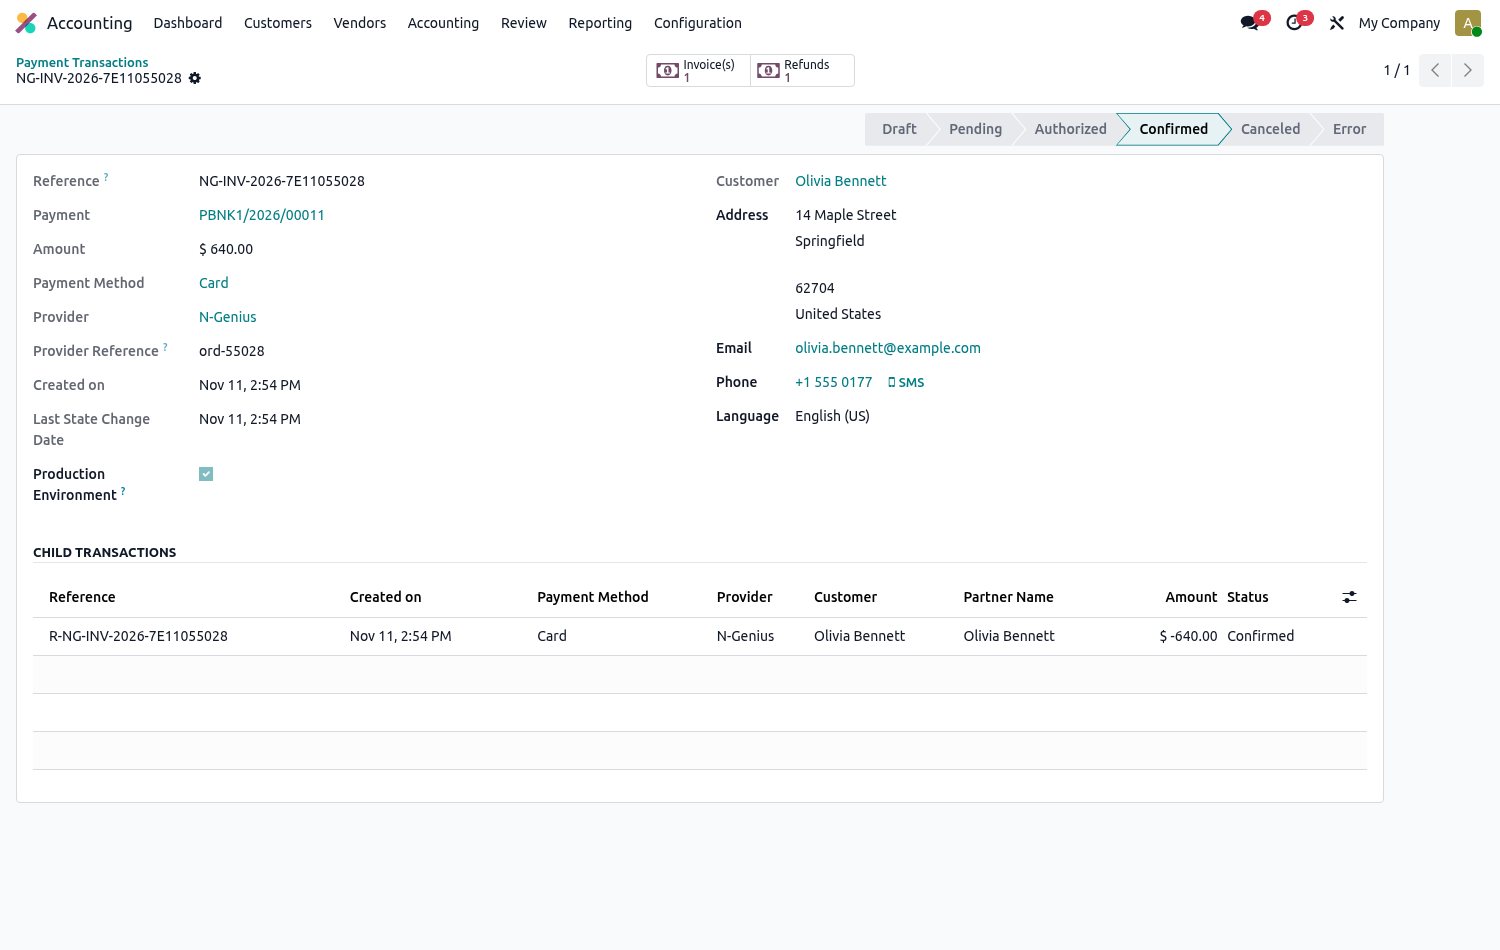 Accounting Dashboard Customers Vendors Accounting Review Reporting Configuration 4 3 My Company A
Payment Transactions
NG-INV-2026-7E11055028
Invoice(s)
1
Refunds
1
1 / 1
Draft Pending Authorized Confirmed Canceled Error
Reference ? NG-INV-2026-7E11055028
Payment PBNK1/2026/00011
Amount $ 640.00
Payment Method Card
Provider N-Genius
Provider Reference ? ord-55028
Created on Nov 11, 2:54 PM
Last State Change Date Nov 11, 2:54 PM
Production Environment ?
Customer Olivia Bennett
Address 14 Maple Street
Springfield
62704
United States
Email olivia.bennett@example.com
Phone +1 555 0177 SMS
Language English (US)
CHILD TRANSACTIONS
Reference Created on Payment Method Provider Customer Partner Name Amount Status
R-NG-INV-2026-7E11055028 Nov 11, 2:54 PM Card N-Genius Olivia Bennett Olivia Bennett $ -640.00 Confirmed